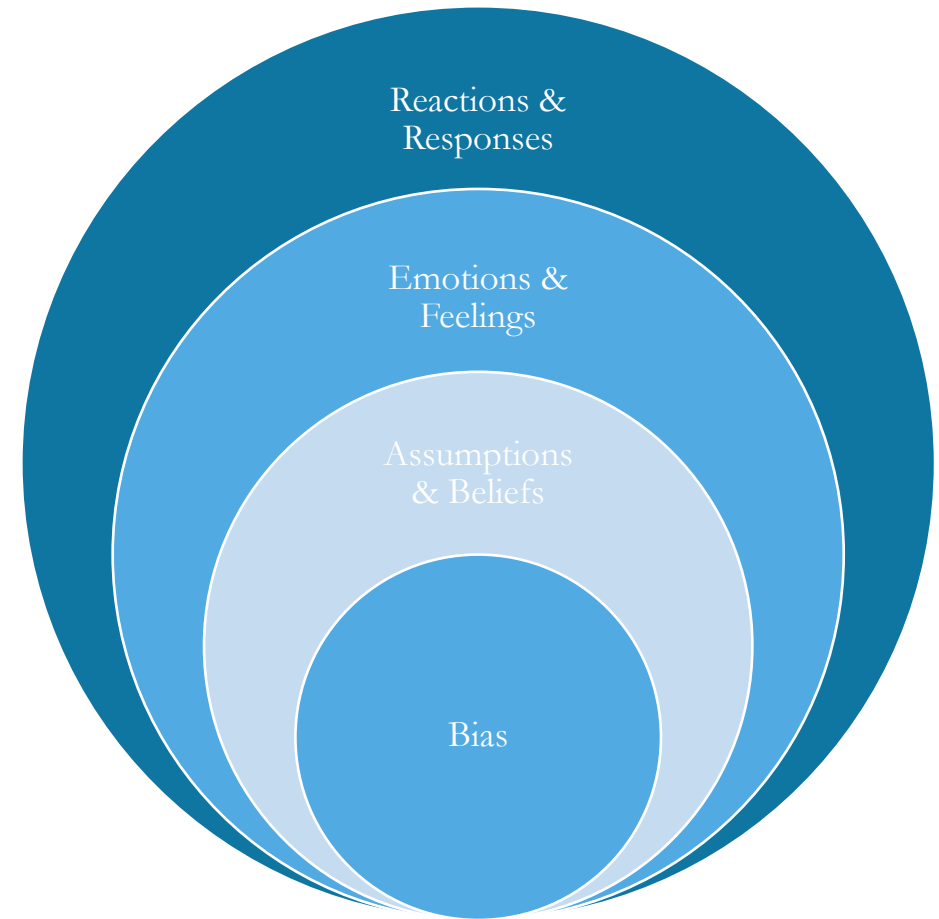 Reactions &
Responses
Emotions &
Feelings
Assumptions
& Beliefs
Bias